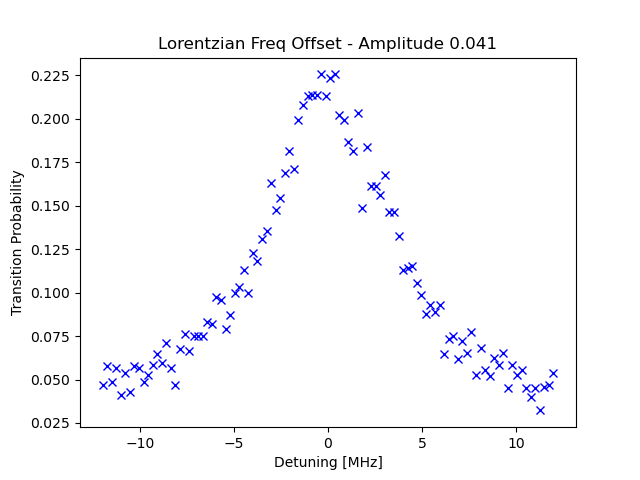 Lorentzian Freq Offset - Amplitude 0.041
Transition Probability
0.225
0.200
0.175
0.150
0.125
0.100
0.075
0.050
0.025
−10 −5 0 5 10
Detuning [MHz]